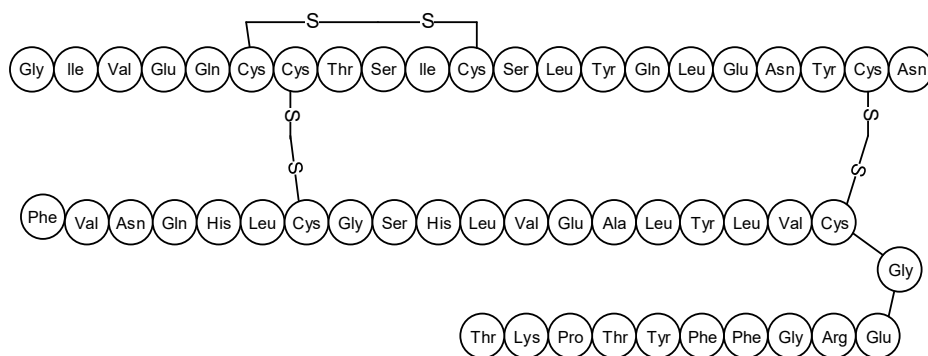 S S
Gly Ile Val Glu Gln Cys Cys Thr Ser Ile Cys Ser Leu Tyr Gln Leu Glu Asn Tyr Cys Asn
S S
S S
Phe Val Asn Gln His Leu Cys Gly Ser His Leu Val Glu Ala Leu Tyr Leu Val Cys
Gly
Thr Lys Pro Thr Tyr Phe Phe Gly Arg Glu